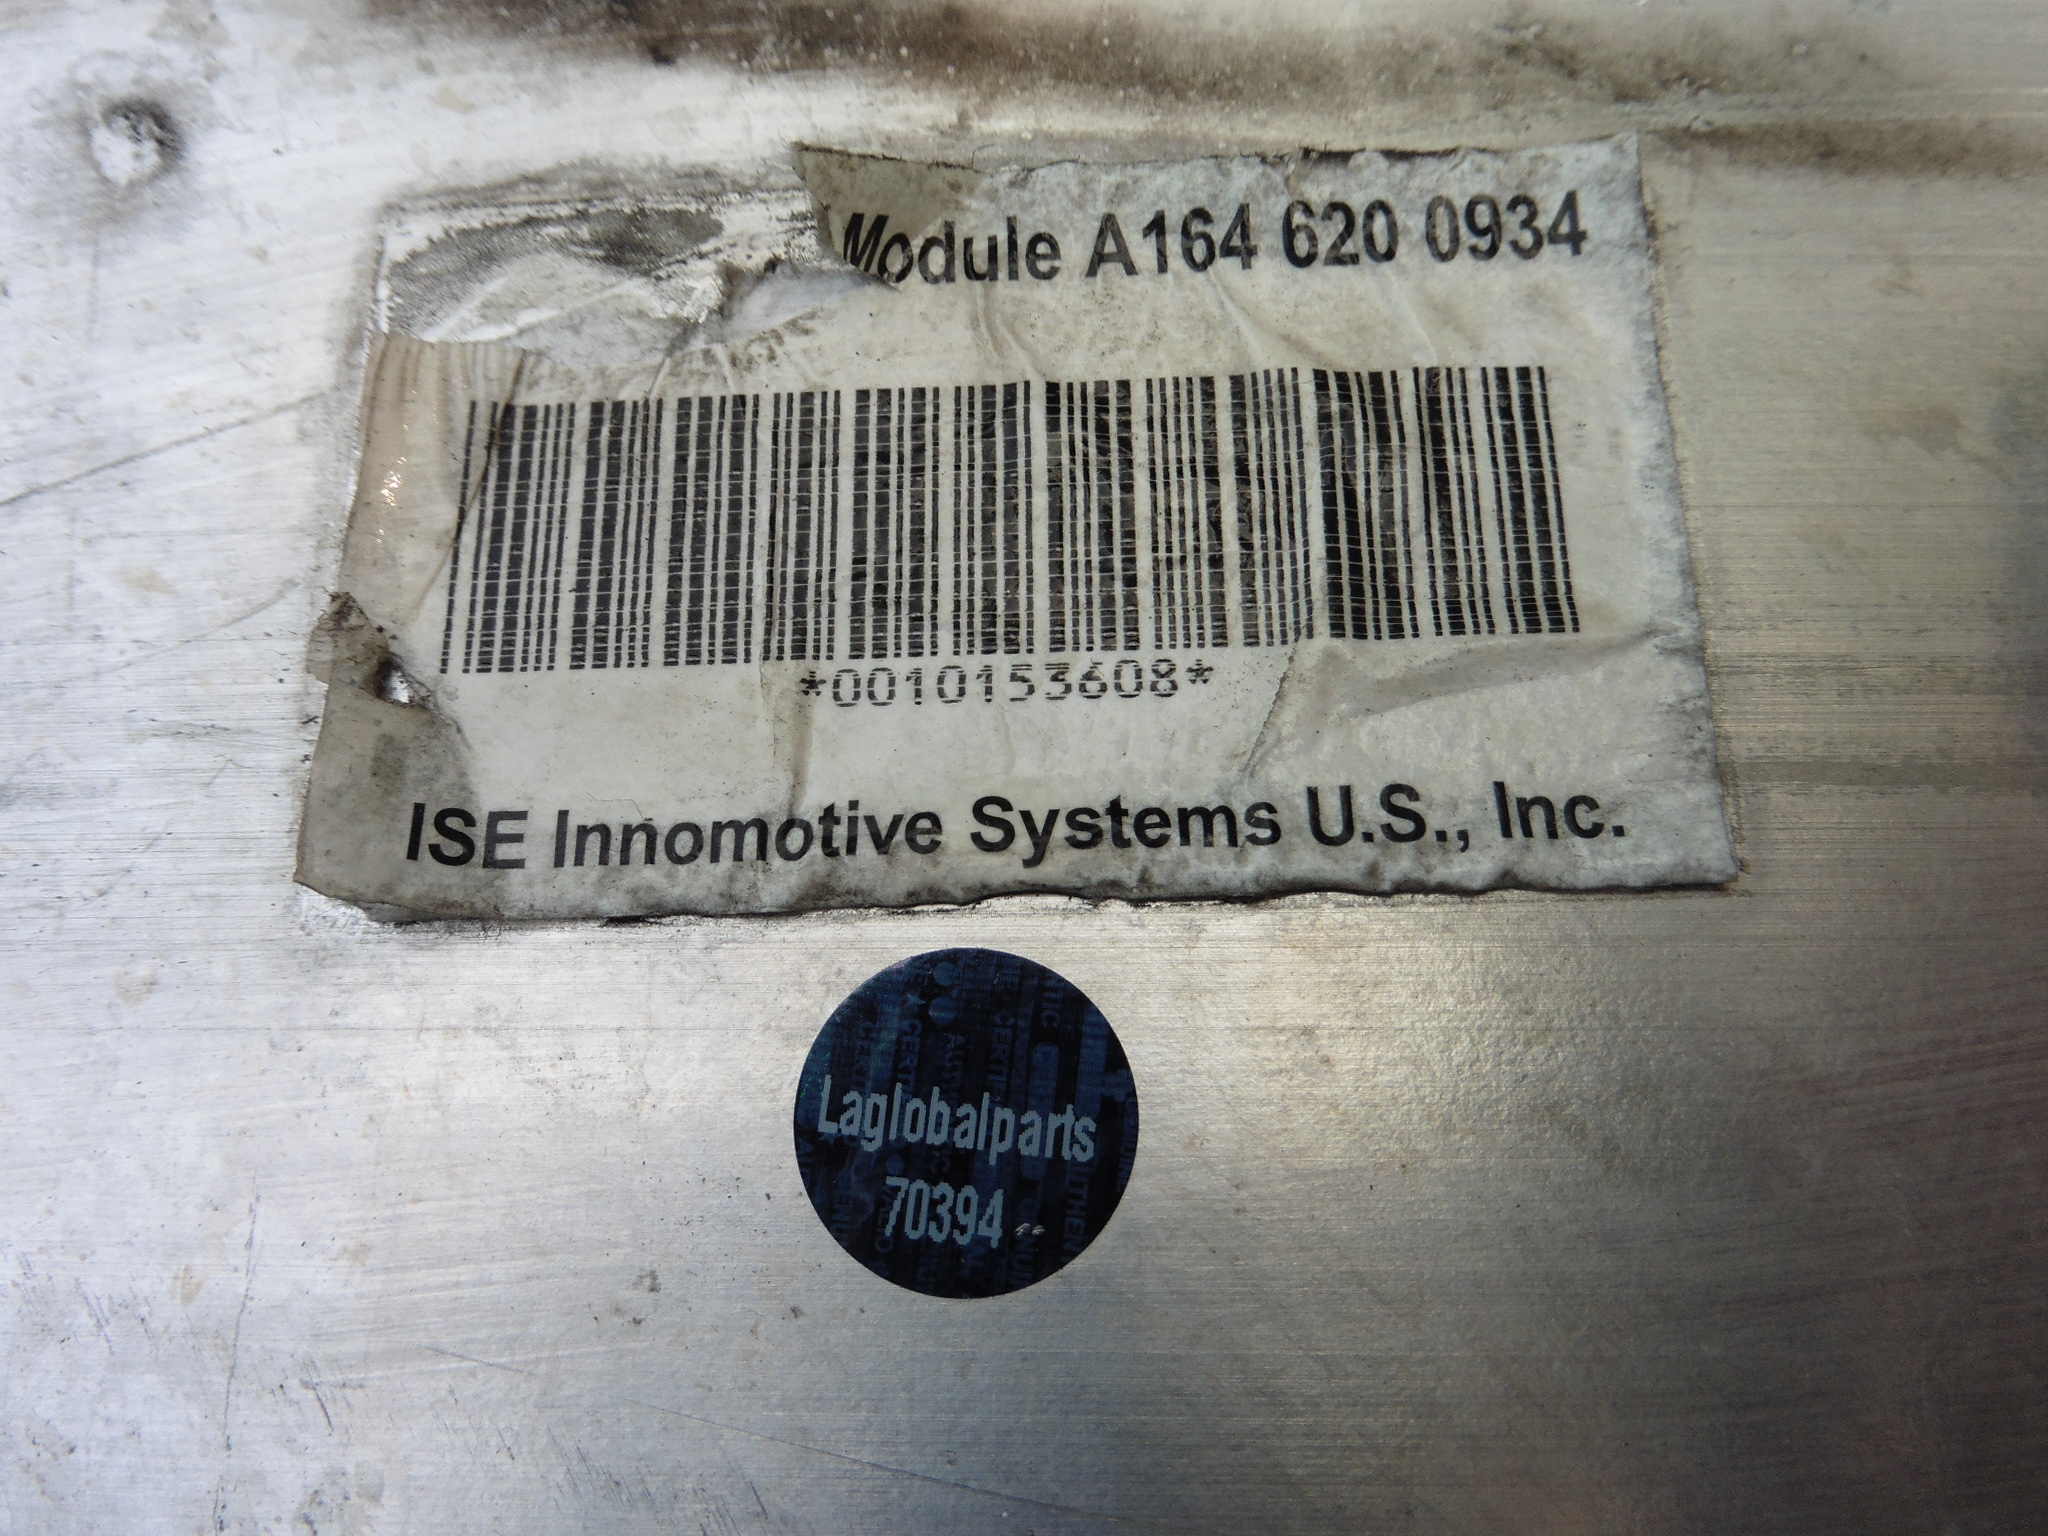 Module A164 620 0934
*0010153608*
ISE Innomotive Systems U.S., Inc.
Laglobalparts
70394